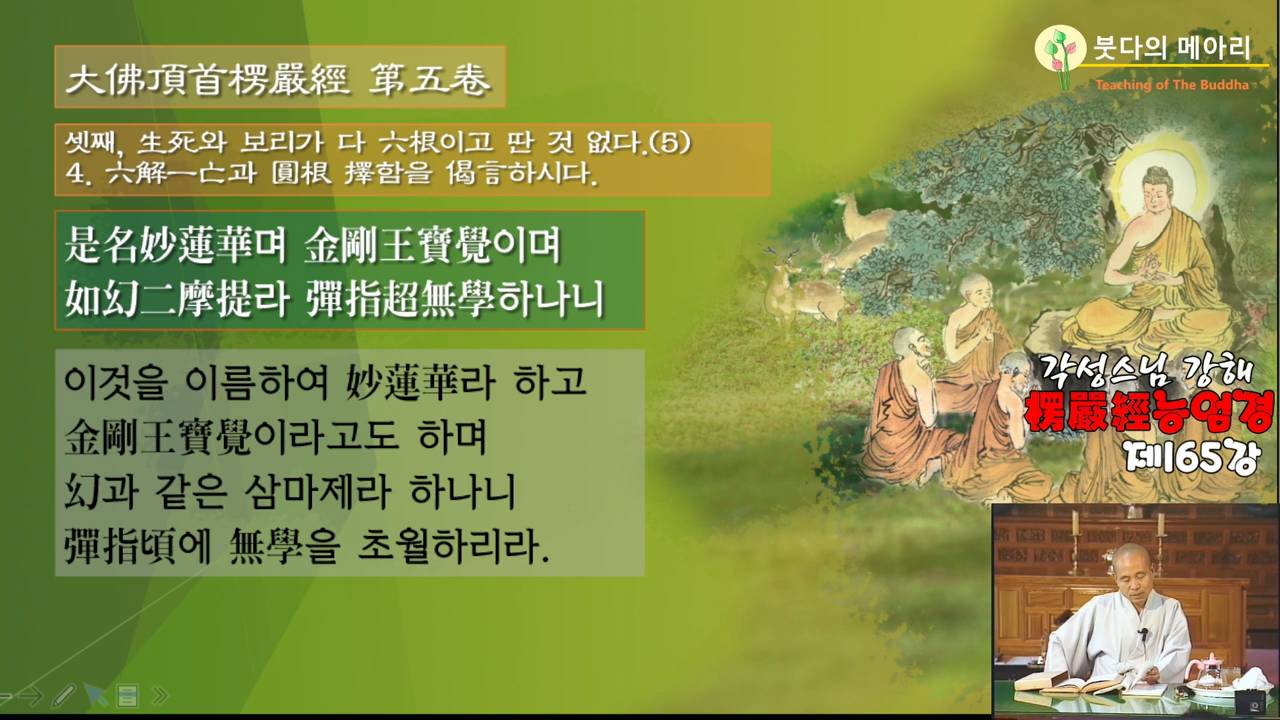 大佛頂首楞嚴經 第五卷
붓다의 메아리
Teaching of The Buddha
셋째, 生死와 보리가 다 六根이고 딴 것 없다.(5)
4. 六解一亡과 圓根 擇함을 偈言하시다.
是名妙蓮華며 金剛王寶覺이며
如幻二摩提라 彈指超無學하나니
이것을 이름하여 妙蓮華라 하고
金剛王寶覺이라고도 하며
幻과 같은 삼마제라 하나니
彈指頃에 無學을 초월하리라.
각성스님 강해
楞嚴經능엄경
제165강